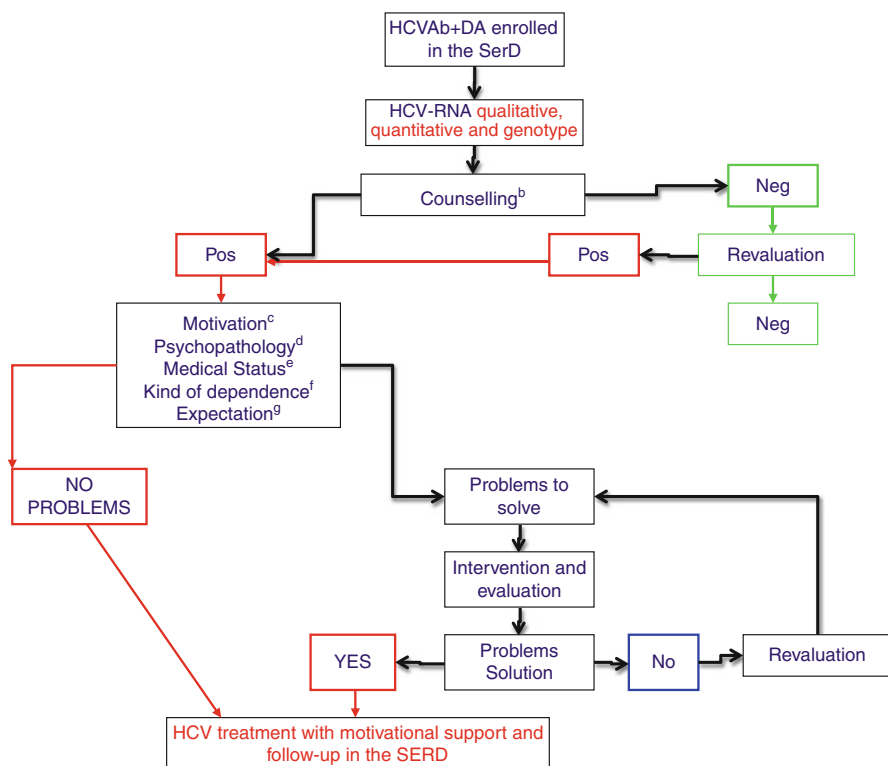 HCVAb+DA enrolled
in the SerD
HCV-RNA qualitative,
quantitative and genotype
Counselling^b
Neg
Pos
Pos
Revaluation
Neg
Motivation^c
Psychopathology^d
Medical Status^e
Kind of dependence^f
Expectation^g
NO
PROBLEMS
Problems to
solve
Intervention and
evaluation
YES
Problems
Solution
No
Revaluation
HCV treatment with motivational support and
follow-up in the SERD